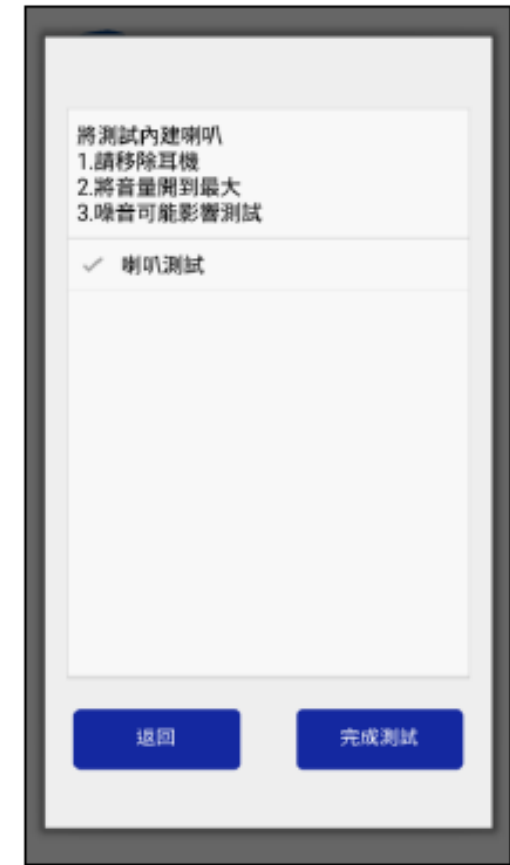 將測試內建喇叭
1.請移除耳機
2.將音量開到最大
3.噪音可能影響測試
喇叭測試
返回
完成測試